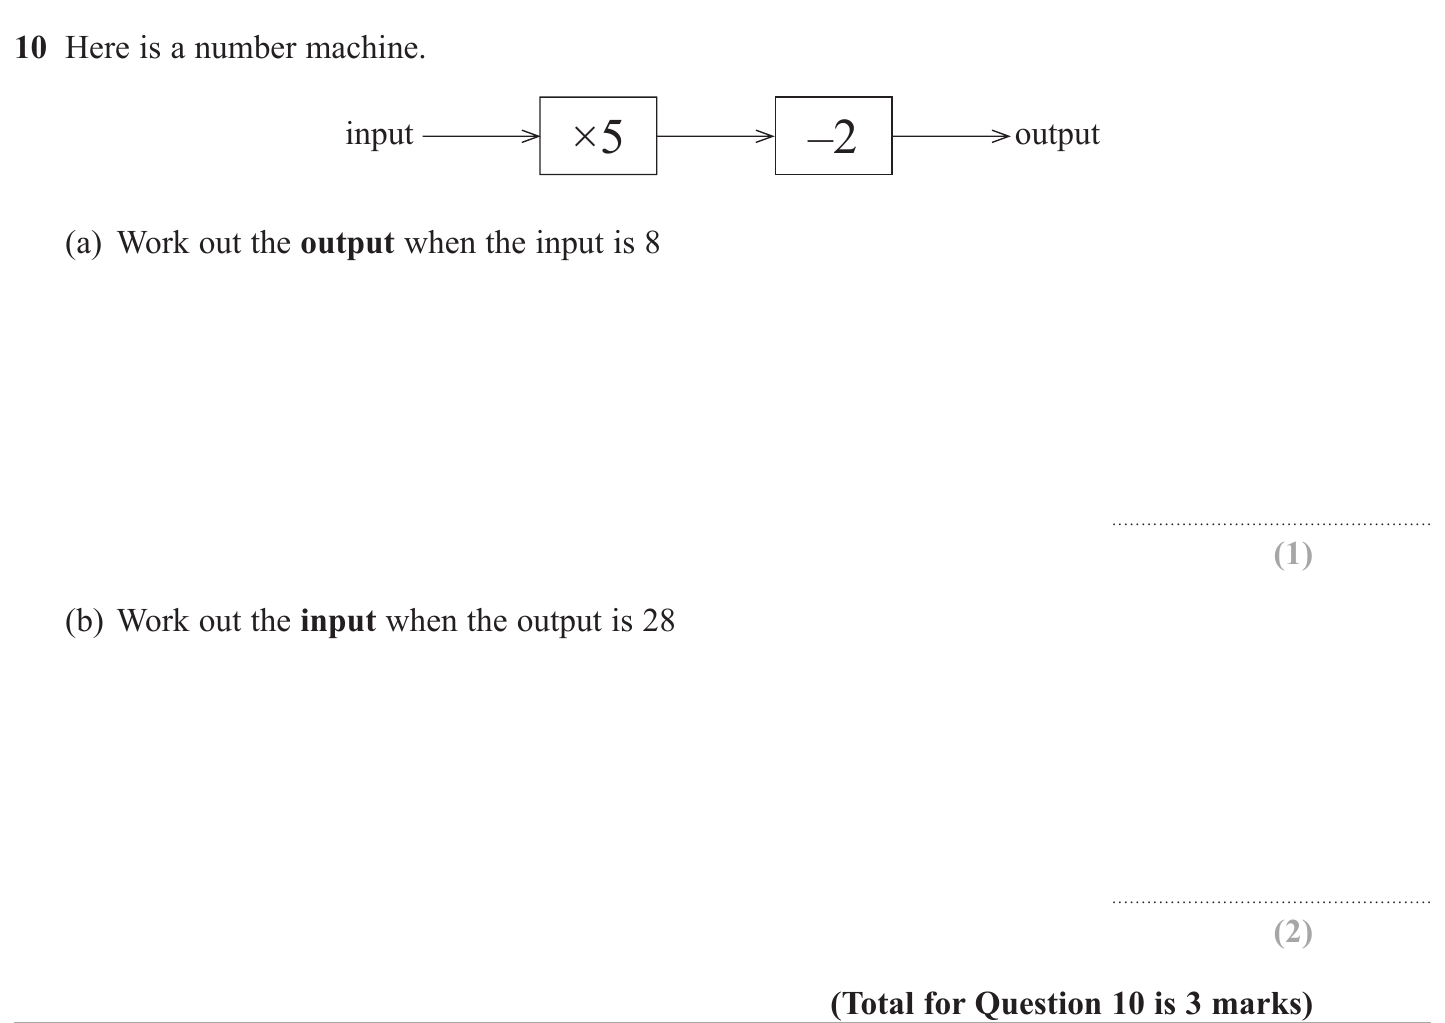 10 Here is a number machine.
input ×5 –2 output
(a) Work out the output when the input is 8
(1)
(b) Work out the input when the output is 28
(2)
(Total for Question 10 is 3 marks)